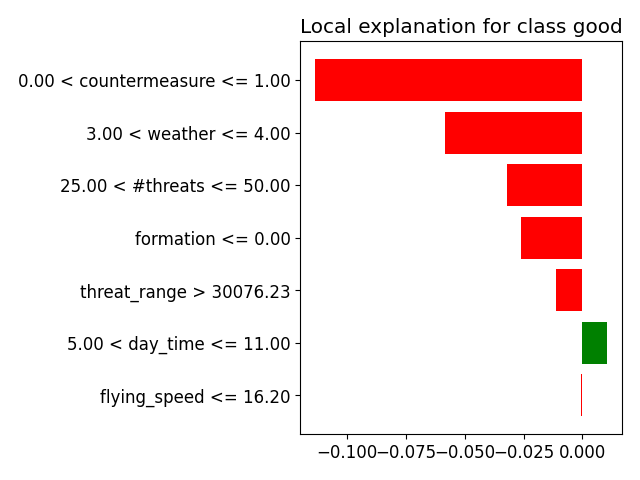 Local explanation for class good
0.00 < countermeasure <= 1.00
3.00 < weather <= 4.00
25.00 < #threats <= 50.00
formation <= 0.00
threat_range > 30076.23
5.00 < day_time <= 11.00
flying_speed <= 16.20
−0.100 −0.075 −0.050 −0.025 0.000